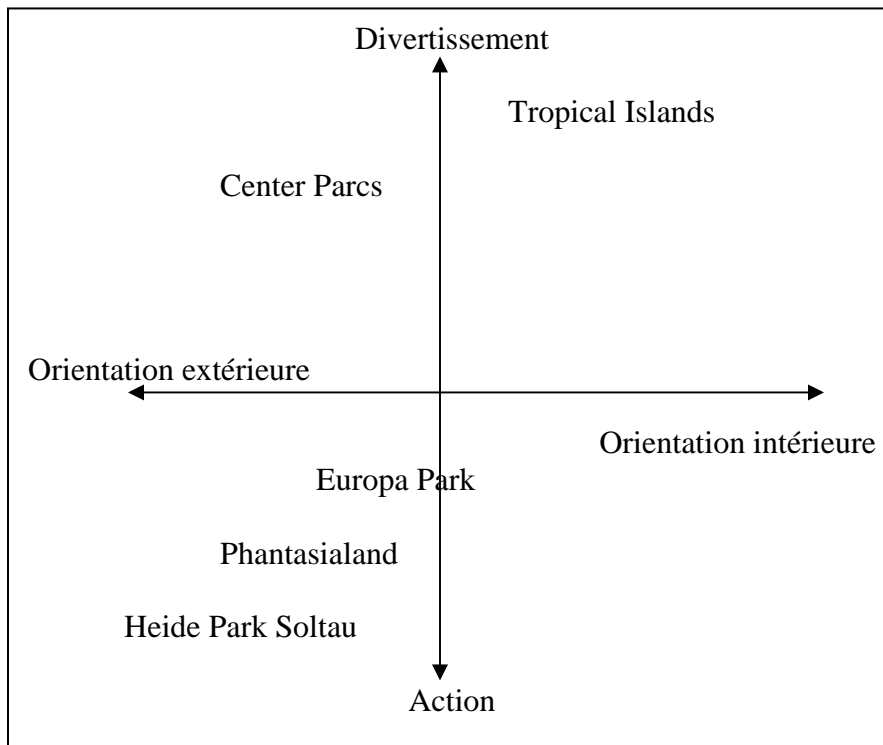 Divertissement
Tropical Islands
Center Parcs
Orientation extérieure
Orientation intérieure
Europa Park
Phantasialand
Heide Park Soltau
Action